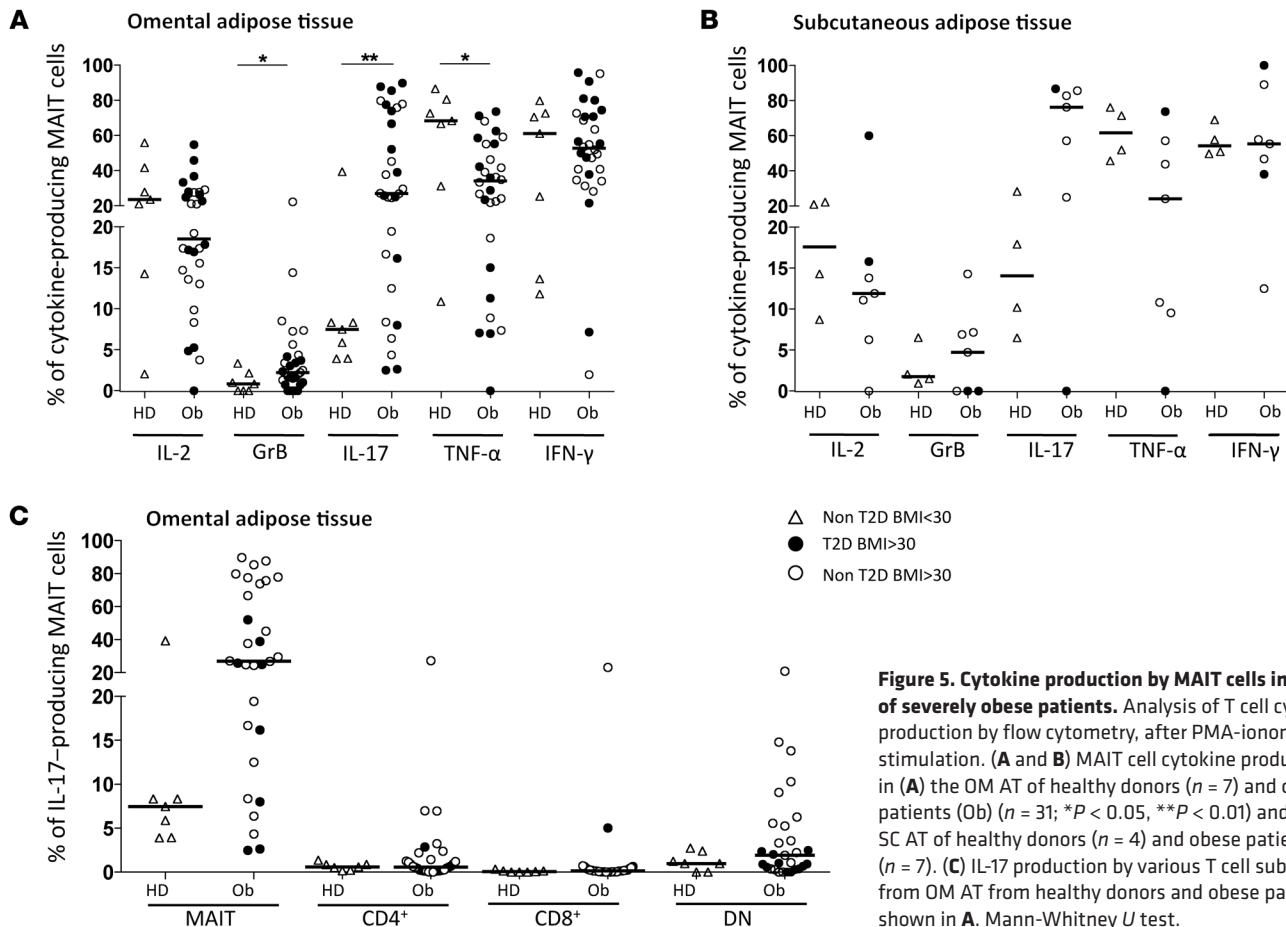 A
Omental adipose tissue
% of cytokine-producing MAIT cells
100
80
60
40
20
20
15
10
5
0
* ** *
HD Ob HD Ob HD Ob HD Ob HD Ob
IL-2 GrB IL-17 TNF-α IFN-γ
B
Subcutaneous adipose tissue
% of cytokine-producing MAIT cells
100
80
60
40
20
20
15
10
5
0
HD Ob HD Ob HD Ob HD Ob HD Ob
IL-2 GrB IL-17 TNF-α IFN-γ
C
Omental adipose tissue
% of IL-17–producing MAIT cells
100
80
60
40
20
20
15
10
5
0
HD Ob HD Ob HD Ob HD Ob
MAIT CD4+ CD8+ DN
Non T2D BMI<30
T2D BMI>30
Non T2D BMI>30
Figure 5. Cytokine production by MAIT cells in
of severely obese patients. Analysis of T cell
production by flow cytometry, after
stimulation. (A and B) MAIT cell cytokine
in (A) the OM AT of healthy donors (n = 7) and
patients (Ob) (n = 31; *P < 0.05, **P < 0.01) and
SC AT of healthy donors (n = 4) and obese
(n = 7). (C) IL-17 production by various T cell
from OM AT from healthy donors and obese
shown in A. Mann-Whitney U test.